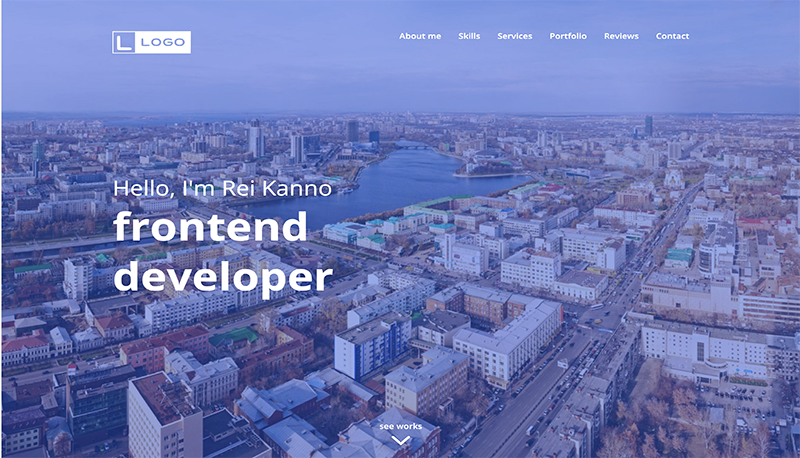 L LOGO
About me Skills Services Portfolio Reviews Contact
Hello, I'm Rei Kanno
frontend
developer
see works